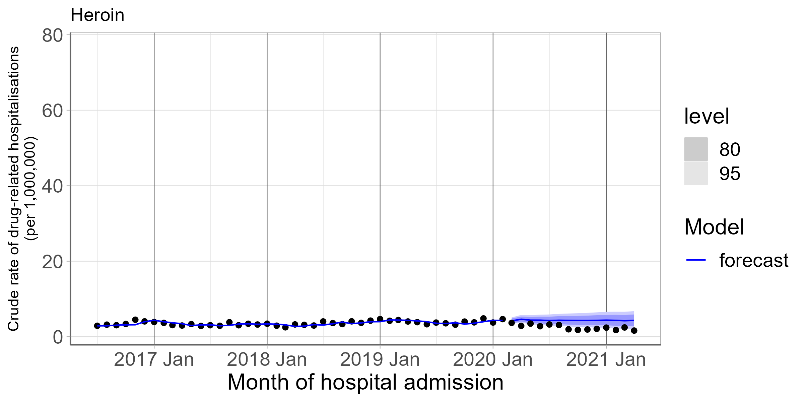 Heroin
Crude rate of drug-related hospitalisations
(per 1,000,000)
80
60
40
20
0
2017 Jan
2018 Jan
2019 Jan
2020 Jan
2021 Jan
Month of hospital admission
level
80
95
Model
forecast